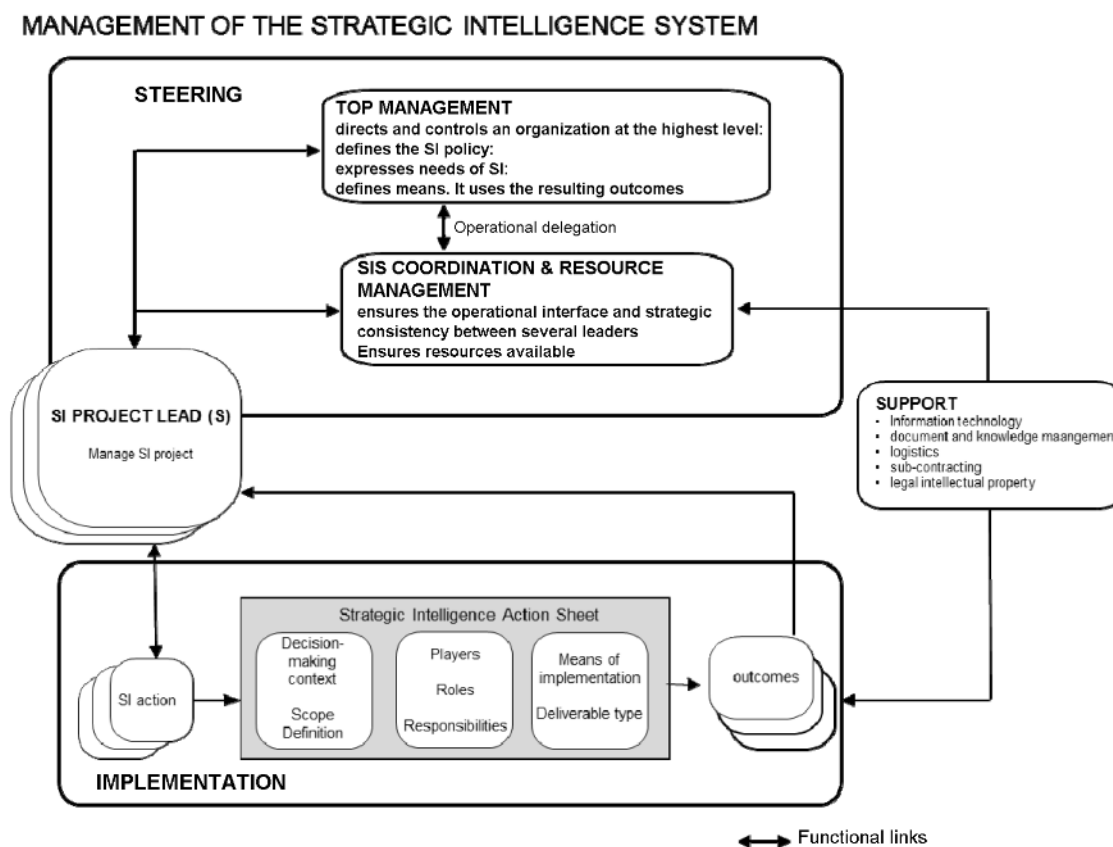 MANAGEMENT OF THE STRATEGIC INTELLIGENCE SYSTEM
STEERING
TOP MANAGEMENT
directs and controls an organization at the highest level:
defines the SI policy:
expresses needs of SI:
defines means. It uses the resulting outcomes
Operational delegation
SIS COORDINATION & RESOURCE
MANAGEMENT
ensures the operational interface and strategic
consistency between several leaders
Ensures resources available
SI PROJECT LEAD (S)
Manage SI project
SUPPORT
• Information technology
• document and knowledge maangement
• logistics
• sub-contracting
• legal intellectual property
Strategic Intelligence Action Sheet
SI action
Decision-
making
context
Scope
Definition
Players
Roles
Responsibilities
Means of
implementation
Deliverable type
outcomes
IMPLEMENTATION
Functional links